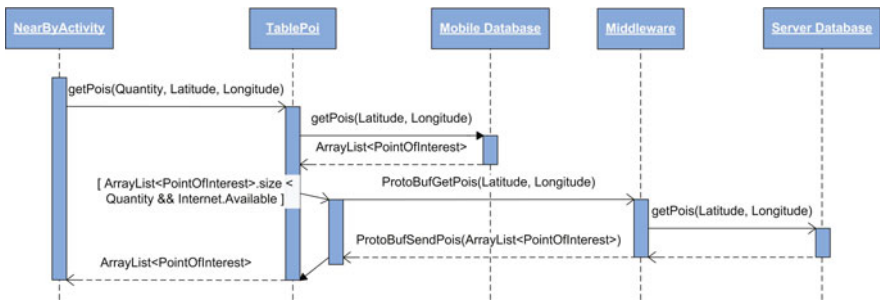 NearByActivity
TablePoi
Mobile Database
Middleware
Server Database
getPois(Quantity, Latitude, Longitude)
getPois(Latitude, Longitude)
ArrayList<PointOfInterest>
[ ArrayList<PointOfInterest>.size <
Quantity && Internet.Available ]
ProtoBufGetPois(Latitude, Longitude)
getPois(Latitude, Longitude)
ProtoBufSendPois(ArrayList<PointOfInterest>)
ArrayList<PointOfInterest>